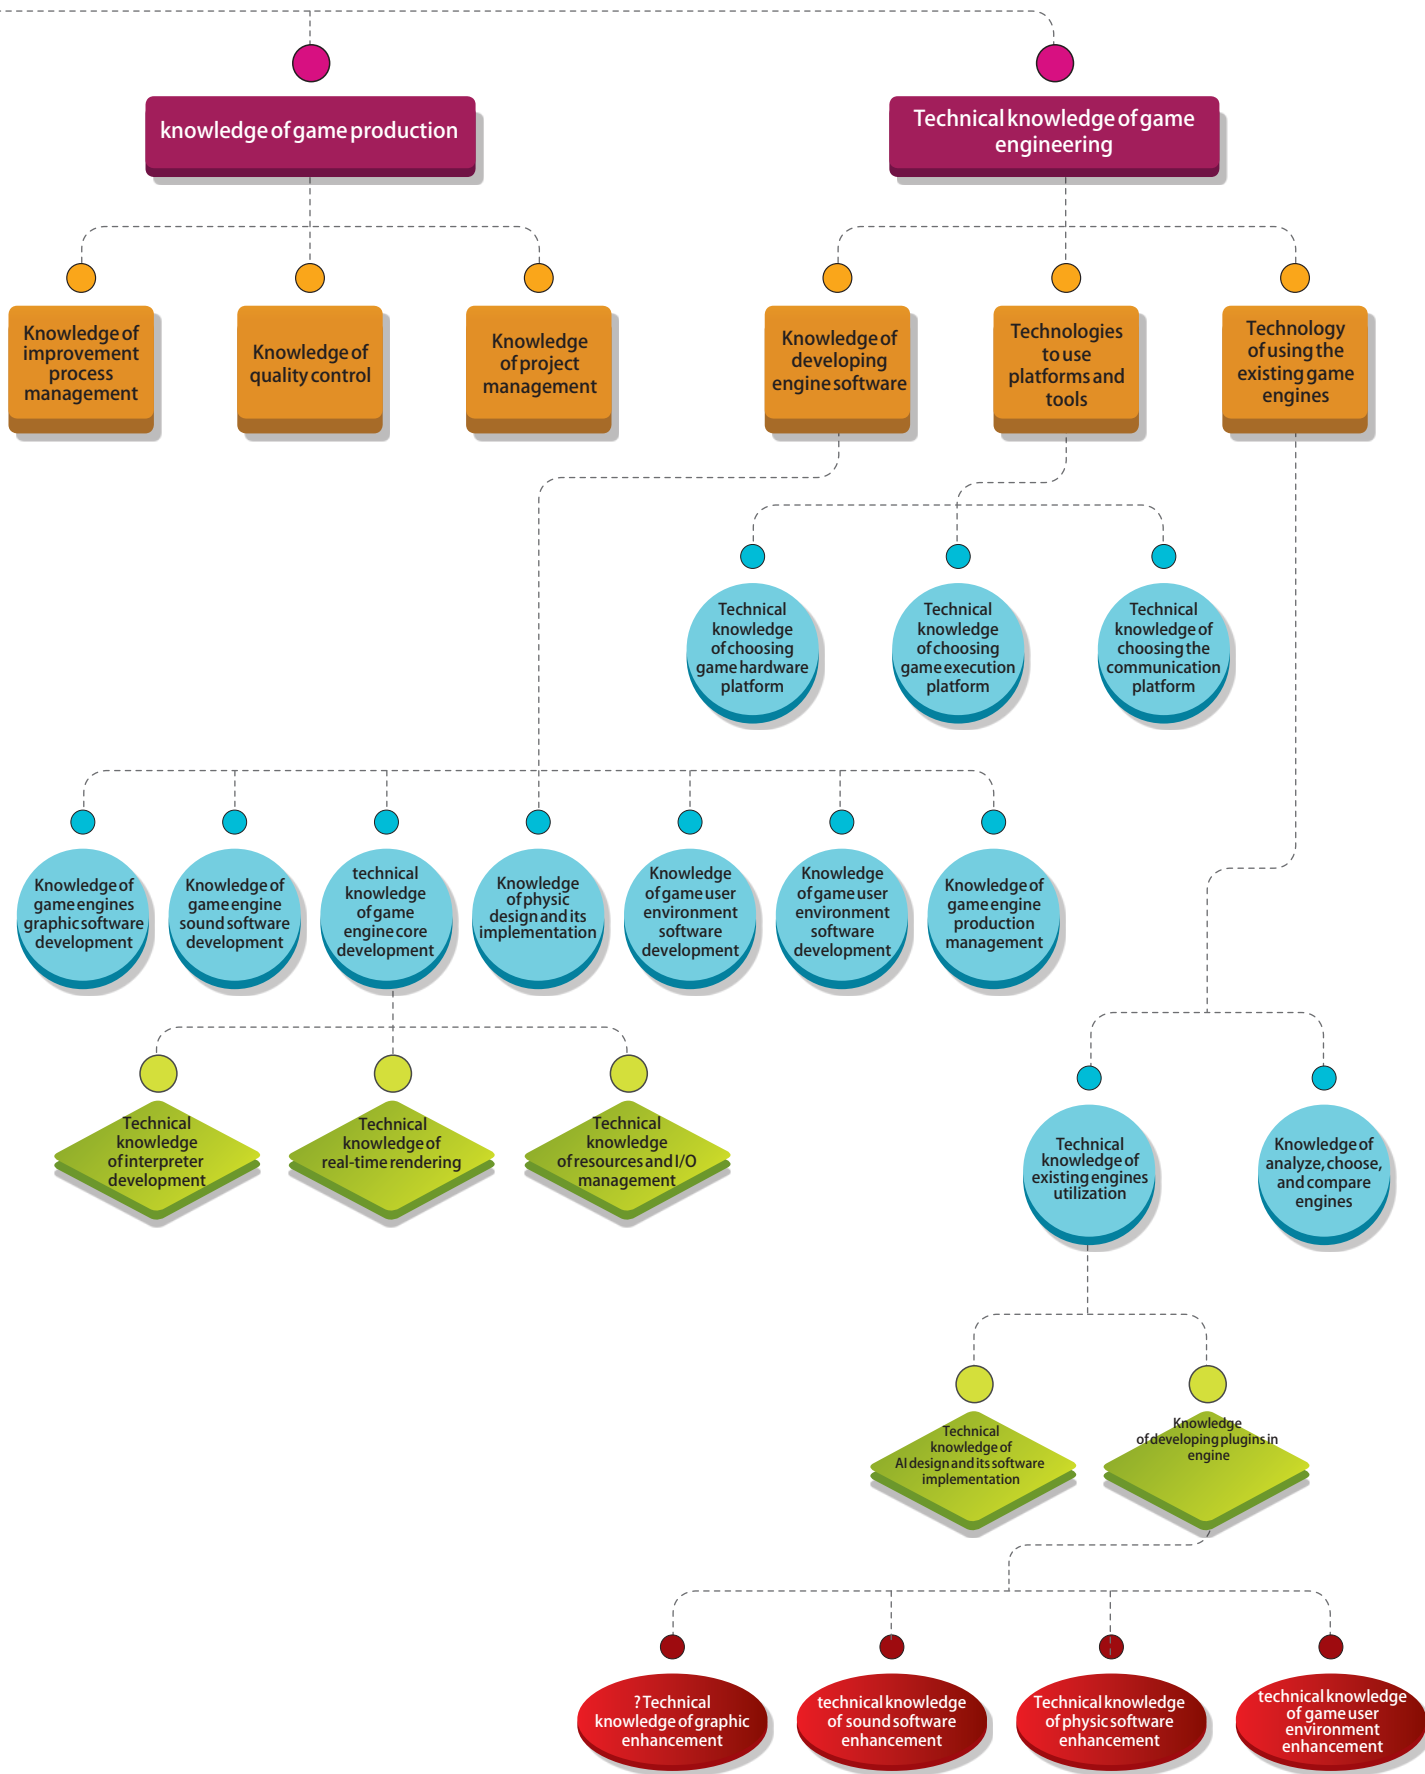 knowledge of game production
Technical knowledge of game
engineering
Knowledge of
improvement
process
management
Knowledge of
quality control
Knowledge
of project
management
Knowledge of
developing
engine software
Technologies
to use
platforms and
tools
Technology
of using the
existing game
engines
Technical
knowledge
of choosing
game hardware
platform
Technical
knowledge
of choosing
game execution
platform
Technical
knowledge of
choosing the
communication
platform
Knowledge of
game engines
graphic software
development
Knowledge of
game engine
sound software
development
technical
knowledge
of game
engine core
development
Knowledge
of physic
design and its
implementation
Knowledge
of game user
environment
software
development
Knowledge
of game user
environment
software
development
Knowledge of
game engine
production
management
Technical
knowledge
of interpreter
development
Technical
knowledge of
real-time rendering
Technical
knowledge
of resources and I/O
management
Technical
knowledge of
existing engines
utilization
Knowledge of
analyze, choose,
and compare
engines
Technical
knowledge of
AI design and its software
implementation
Knowledge
of developing plugins in
engine
? Technical
knowledge of graphic
enhancement
technical knowledge
of sound software
enhancement
Technical knowledge
of physic software
enhancement
technical knowledge
of game user
environment
enhancement